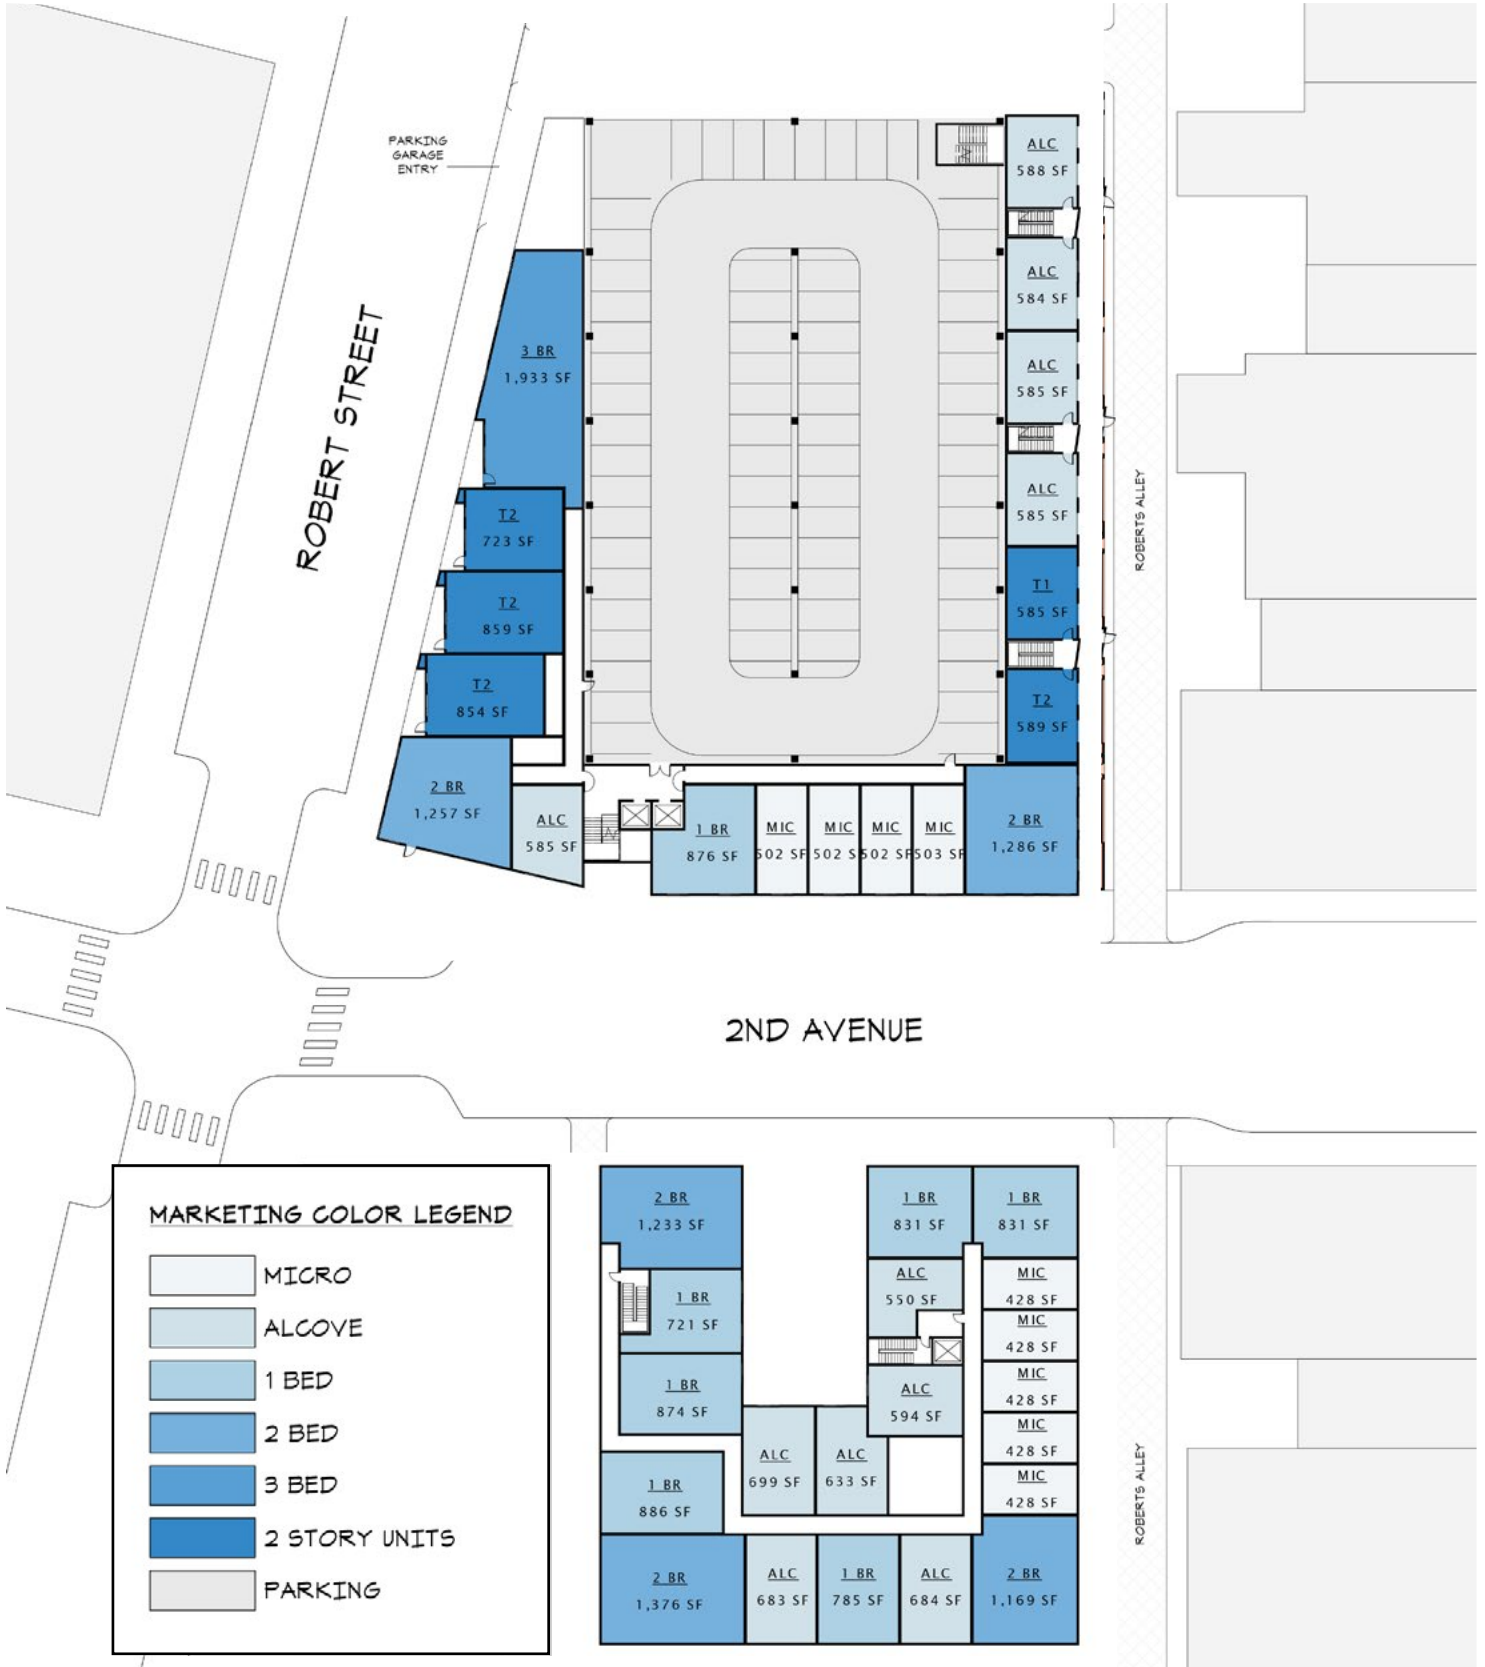 PARKING
GARAGE
ENTRY
ROBERT STREET
3 BR
1,933 SF
T2
723 SF
T2
859 SF
T2
854 SF
2 BR
1,257 SF
ALC
585 SF
1 BR
876 SF
MIC
502 SF
MIC
502 SF
MIC
502 SF
MIC
503 SF
2 BR
1,286 SF
ALC
588 SF
ALC
584 SF
ALC
585 SF
ALC
585 SF
T1
585 SF
T2
589 SF
ROBERTS ALLEY
2ND AVENUE
MARKETING COLOR LEGEND
MICRO
ALCOVE
1 BED
2 BED
3 BED
2 STORY UNITS
PARKING
2 BR
1,233 SF
1 BR
721 SF
1 BR
874 SF
1 BR
886 SF
2 BR
1,376 SF
ALC
699 SF
ALC
633 SF
ALC
683 SF
1 BR
785 SF
ALC
684 SF
1 BR
831 SF
1 BR
831 SF
ALC
550 SF
ALC
594 SF
MIC
428 SF
MIC
428 SF
MIC
428 SF
MIC
428 SF
MIC
428 SF
2 BR
1,169 SF
ROBERTS ALLEY